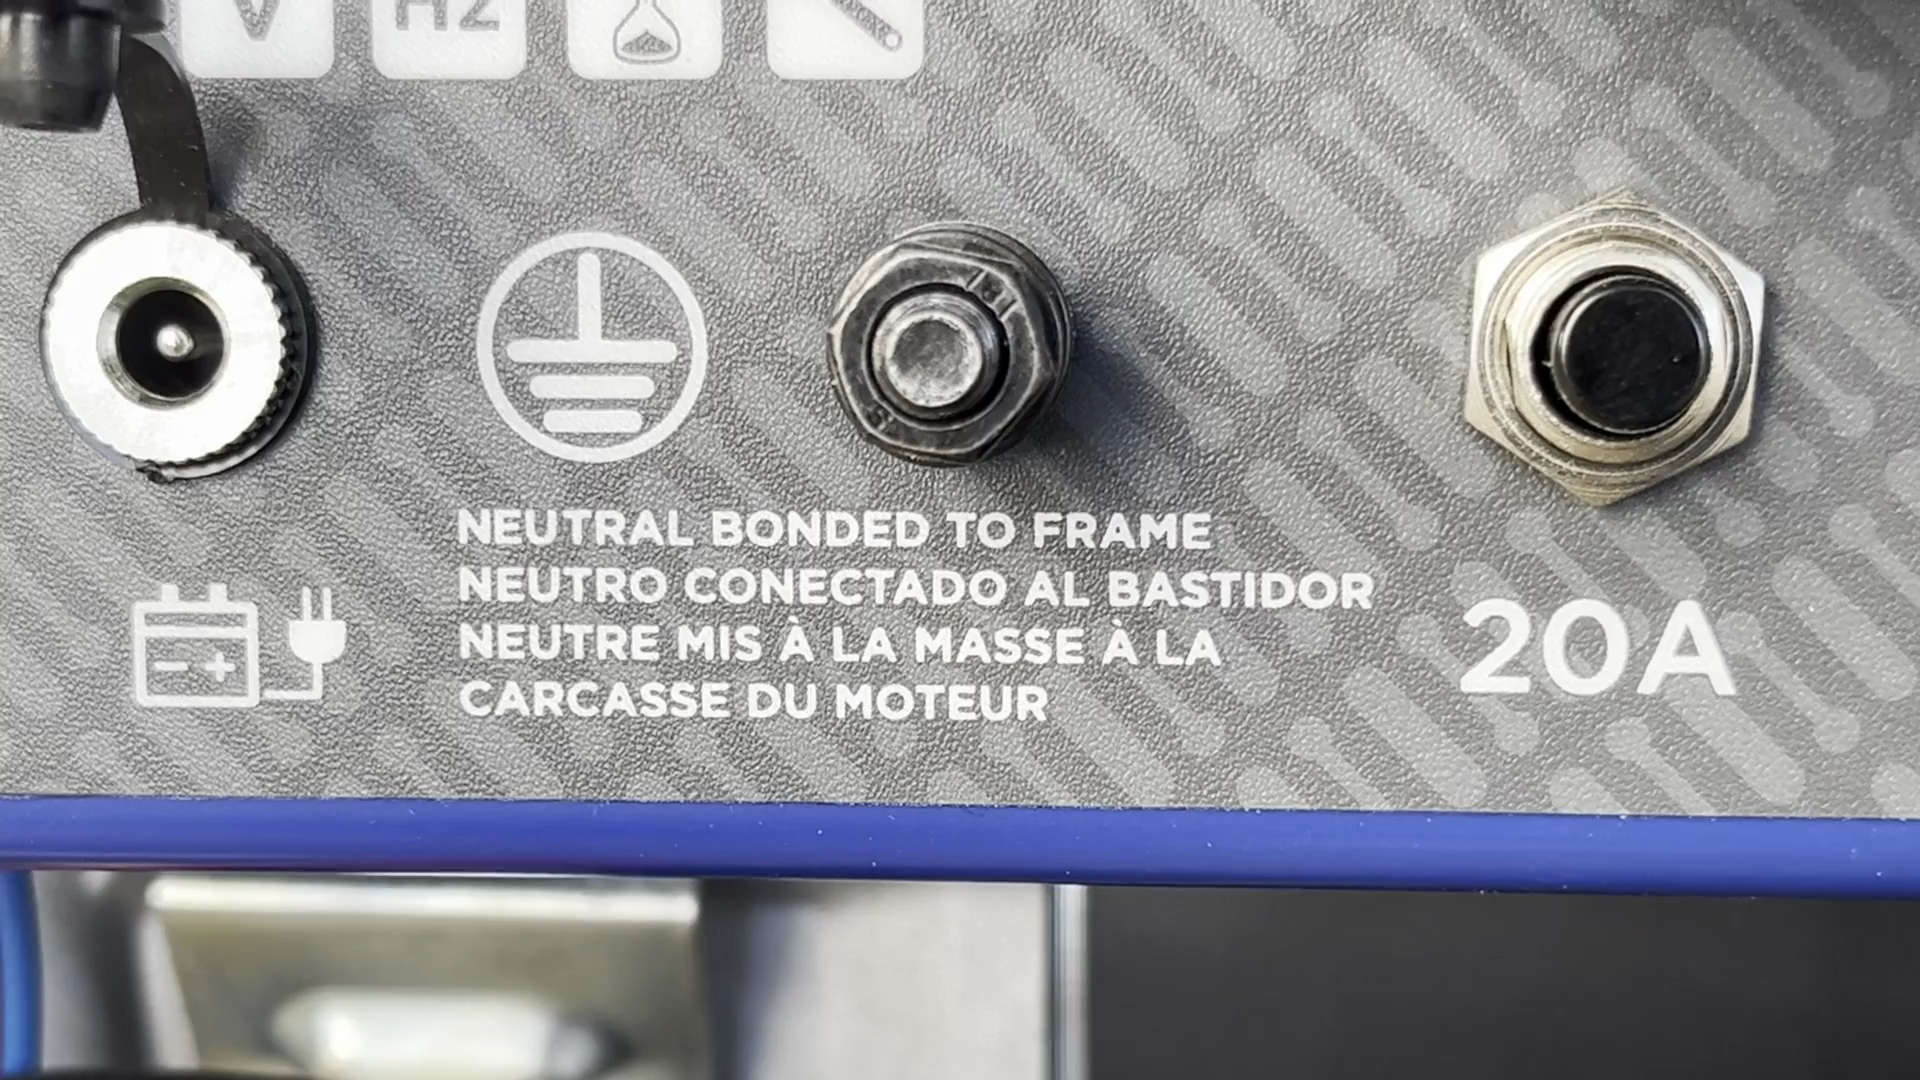 V HZ
NEUTRAL BONDED TO FRAME
NEUTRO CONECTADO AL BASTIDOR
NEUTRE MIS À LA MASSE À LA
CARCASSE DU MOTEUR
20A